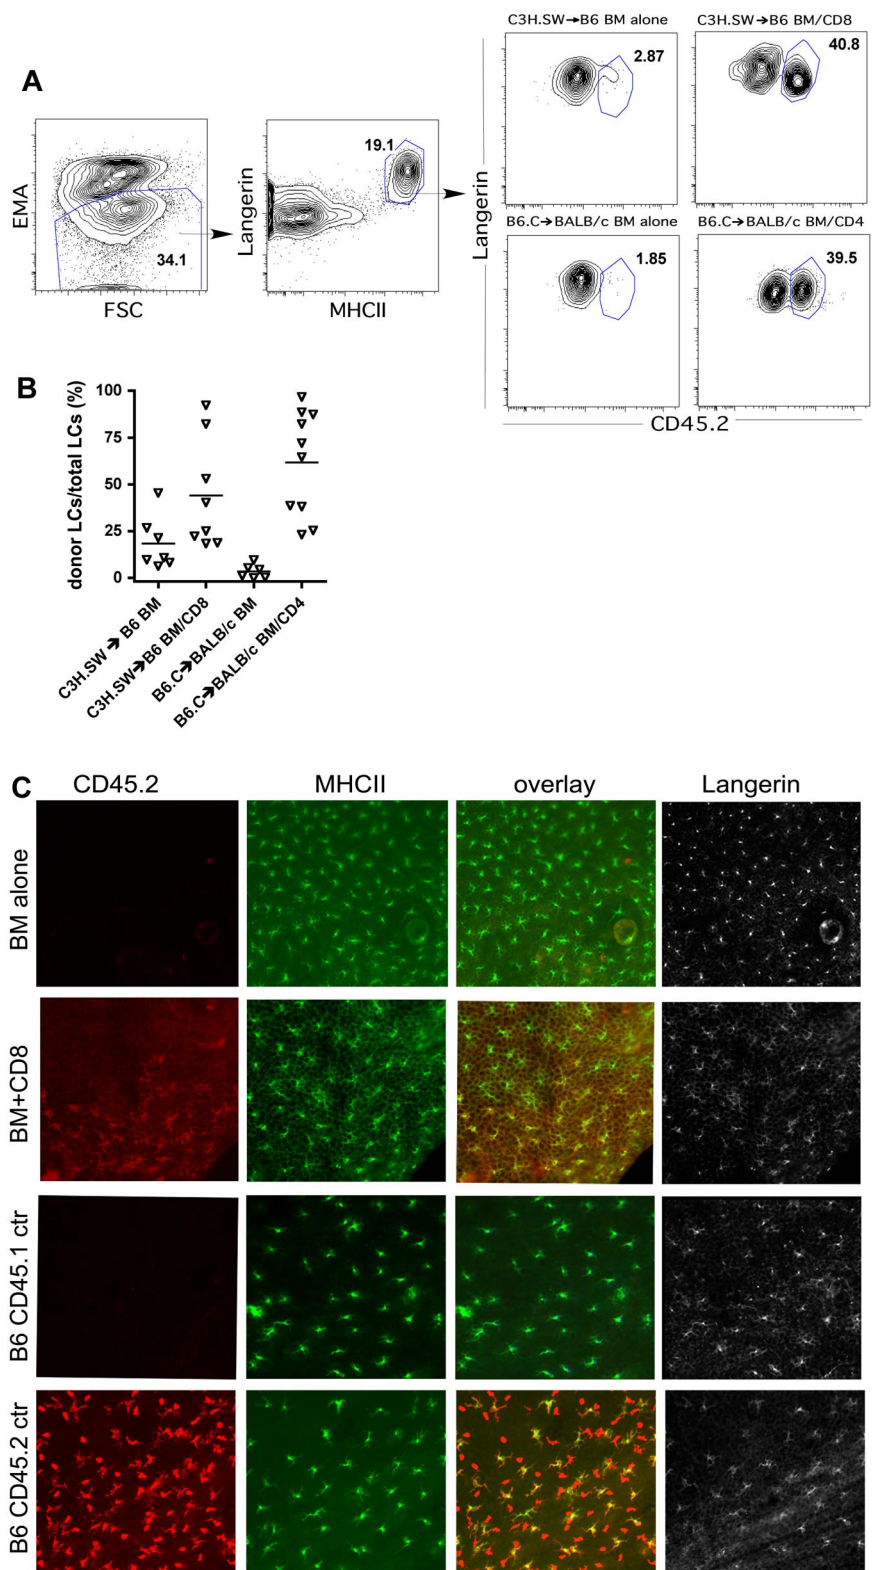 A
EMA
34.1
FSC
Langerin
19.1
MHCII
C3H.SW→B6 BM alone
2.87
C3H.SW→B6 BM/CD8
40.8
Langerin
B6.C→BALB/c BM alone
1.85
B6.C→BALB/c BM/CD4
39.5
CD45.2
B
donor LCs/total LCs (%)
100
75
50
25
0
C3H.SW → B6 BM
C3H.SW→B6 BM/CD8
B6.C→BALB/c BM
B6.C→BALB/c BM/CD4
C
CD45.2
MHCII
overlay
Langerin
BM alone
BM+CD8
B6 CD45.1 ctr
B6 CD45.2 ctr